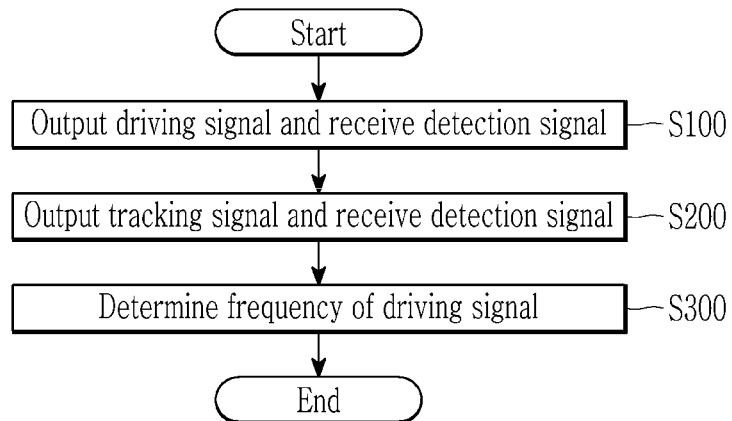 Start
Output driving signal and receive detection signal S100
Output tracking signal and receive detection signal S200
Determine frequency of driving signal S300
End